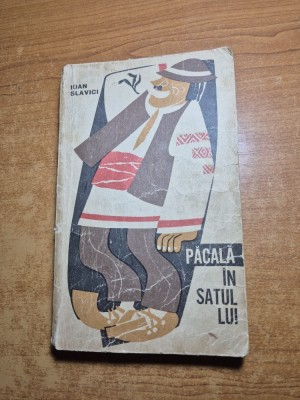 IOAN
SLAVICI
PĂCALĂ
ÎN
SATUL
LUI